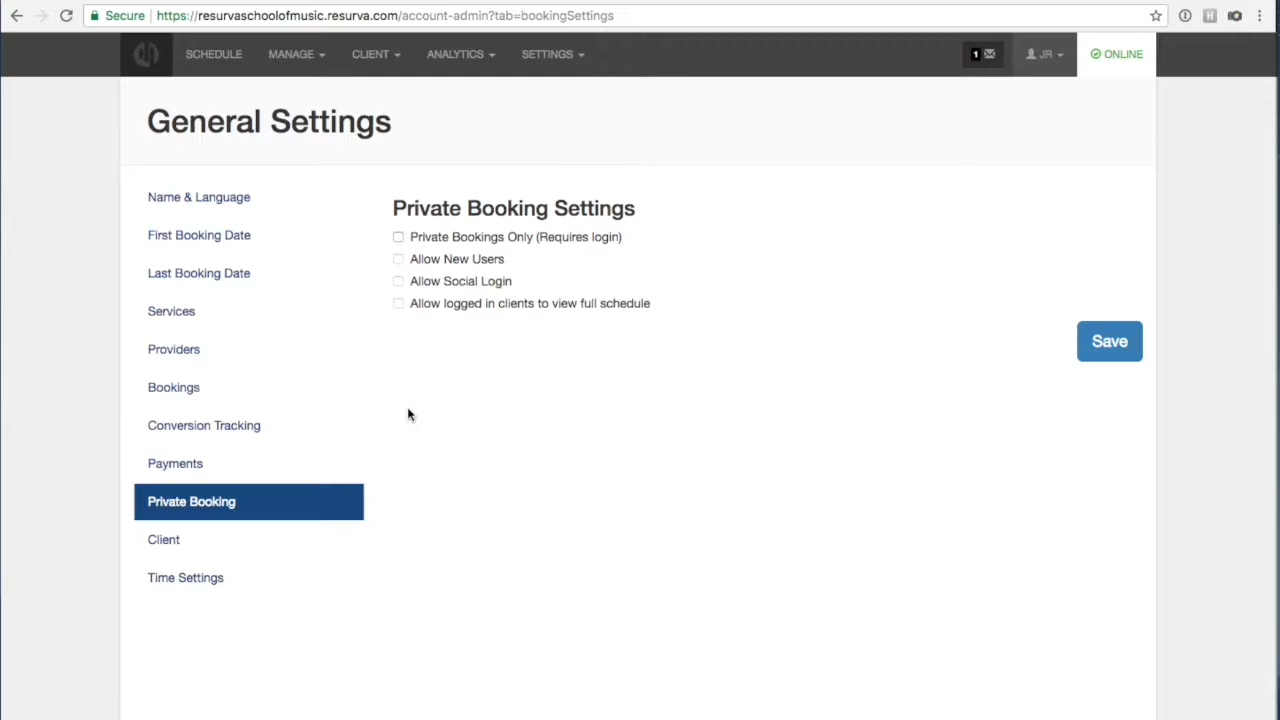 Secure
https://resurvaschoolofmusic.resurva.com/account-admin?tab=bookingSettings
SCHEDULE MANAGE CLIENT ANALYTICS SETTINGS 1 JR ONLINE
General Settings
Name & Language
First Booking Date
Last Booking Date
Services
Providers
Bookings
Conversion Tracking
Payments
Private Booking
Client
Time Settings
Private Booking Settings
Private Bookings Only (Requires login)
Allow New Users
Allow Social Login
Allow logged in clients to view full schedule
Save